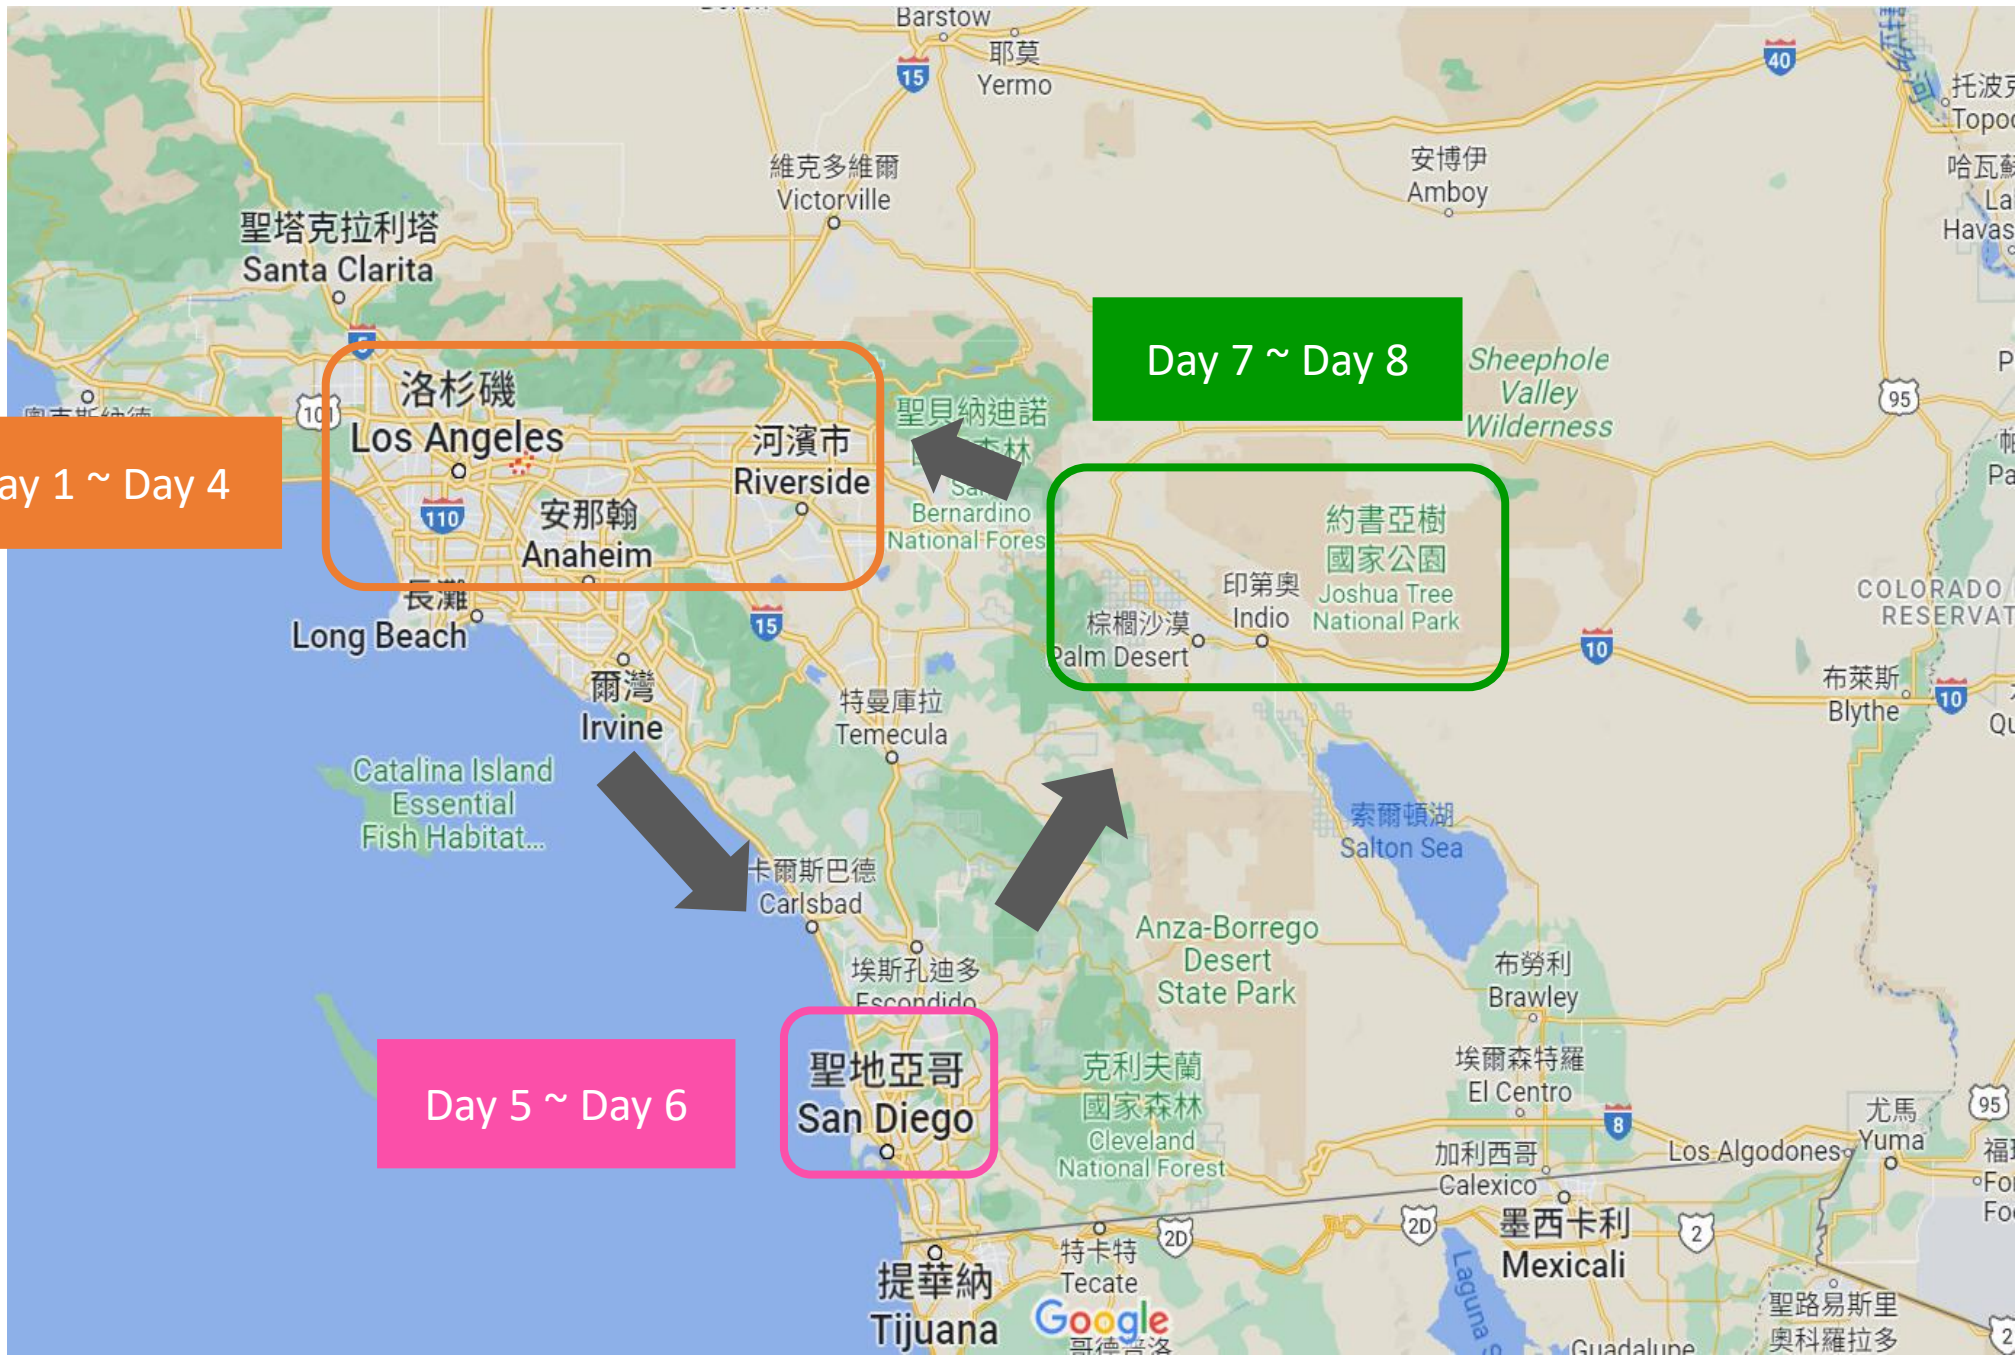 Barstow
耶莫
Yermo
15
40
托波克
維克多維爾
Victorville
安博伊
Amboy
聖塔克拉利塔
Santa Clarita
Havas
5
Day 7 ~ Day 8
Sheephole
Valley
Wilderness
95
洛杉磯
Los Angeles
101
聖貝納迪諾
河濱市
Riverside
ay 1 ~ Day 4
110
安那翰
Anaheim
Bernardino
National Fores
約書亞樹
國家公園
Joshua Tree
National Park
印第奧
Indio
COLORADO
RESERVAT
長灘
Long Beach
15
棕櫚沙漠
Palm Desert
10
爾灣
Irvine
特曼庫拉
Temecula
布萊斯
Blythe
10
Catalina Island
Essential
Fish Habitat...
索爾頓湖
Salton Sea
卡爾斯巴德
Carlsbad
Anza-Borrego
Desert
State Park
埃斯孔迪多
Escondido
布勞利
Brawley
聖地亞哥
San Diego
Day 5 ~ Day 6
克利夫蘭
國家森林
Cleveland
National Forest
埃爾森特羅
El Centro
8
尤馬
Yuma
95
Los Algodones
加利西哥
Calexico
墨西卡利
Mexicali
2D
2D
2
特卡特
Tecate
提華納
Tijuana
Google
Laguna S
Guadalupe
聖路易斯里
奧科羅拉多
2